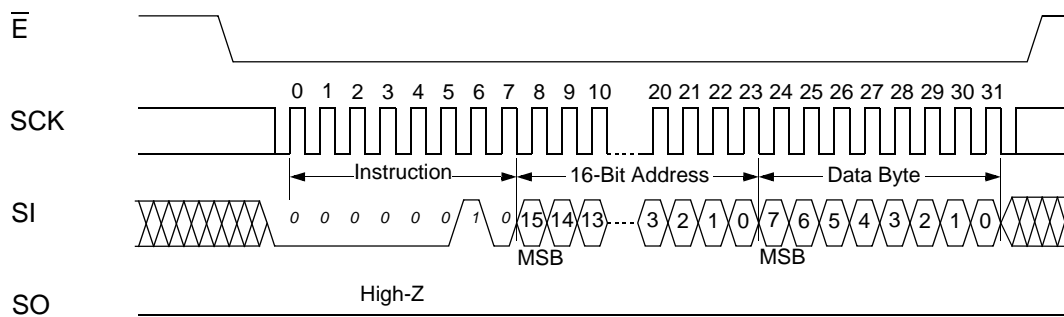 E
SCK
0 1 2 3 4 5 6 7 8 9 10 20 21 22 23 24 25 26 27 28 29 30 31
Instruction 16-Bit Address Data Byte
SI
0 0 0 0 0 0 1 0 15 14 13 3 2 1 0 7 6 5 4 3 2 1 0
MSB MSB
High-Z
SO